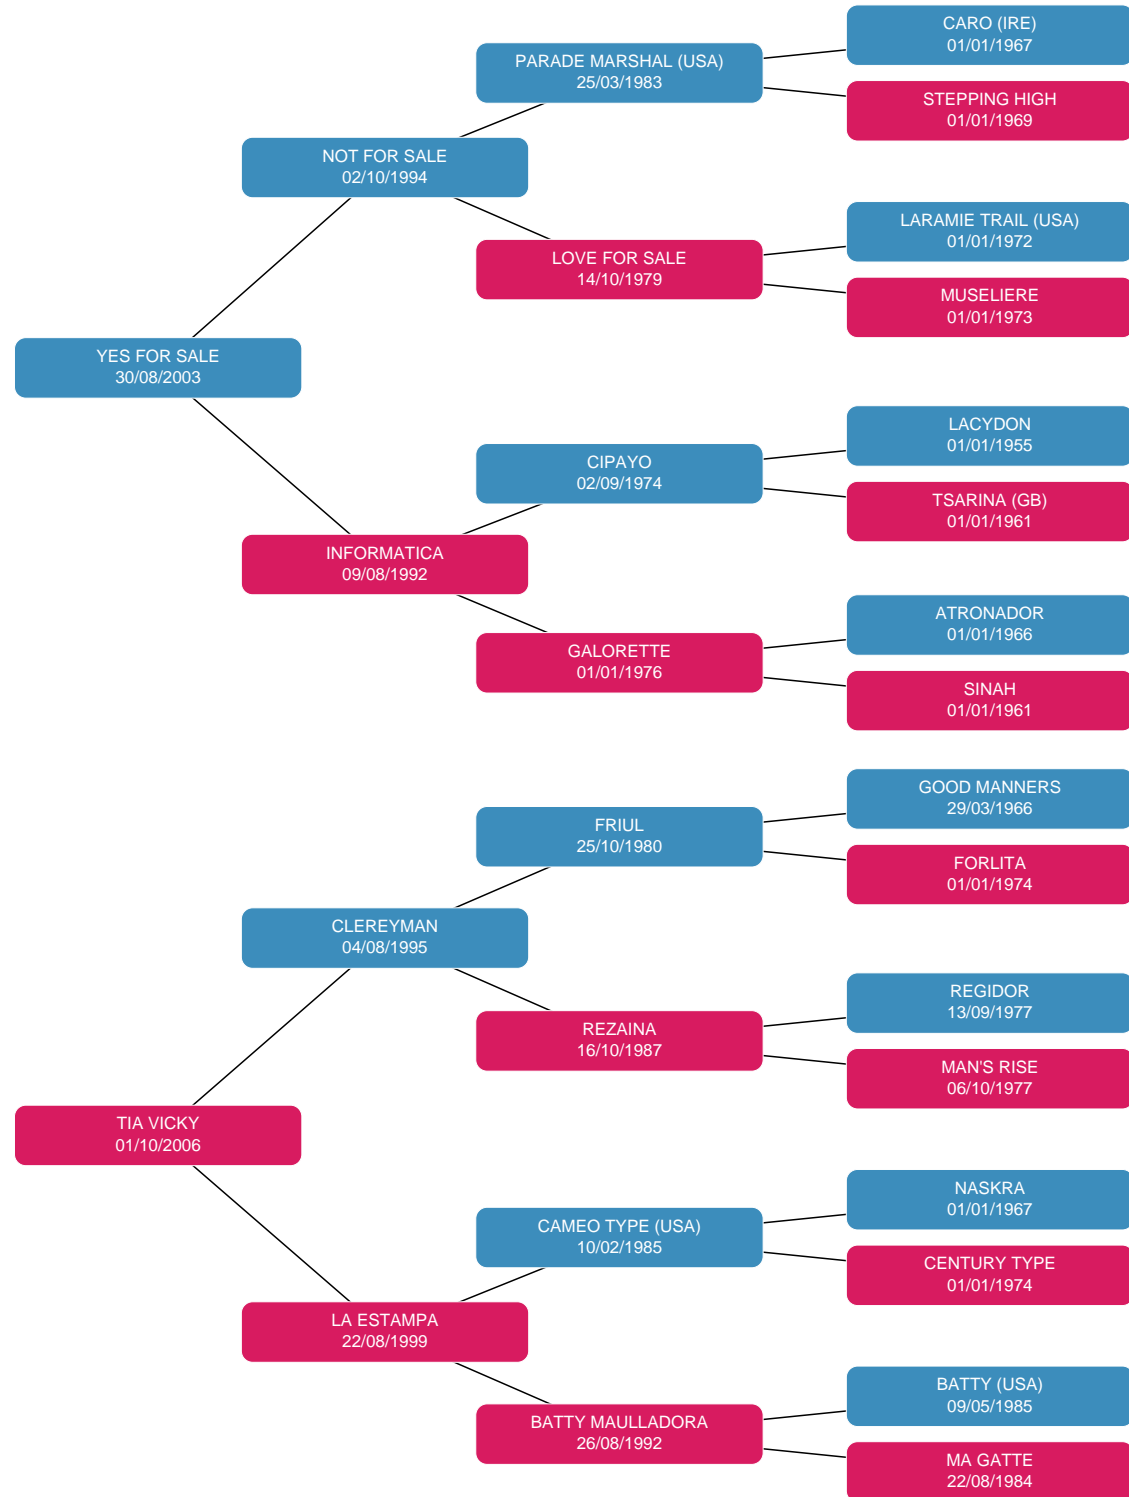 CARO (IRE)
01/01/1967
PARADE MARSHAL (USA)
25/03/1983
STEPPING HIGH
01/01/1969
NOT FOR SALE
02/10/1994
LARAMIE TRAIL (USA)
01/01/1972
LOVE FOR SALE
14/10/1979
MUSELIERE
01/01/1973
YES FOR SALE
30/08/2003
LACYDON
01/01/1955
CIPAYO
02/09/1974
TSARINA (GB)
01/01/1961
INFORMATICA
09/08/1992
ATRONADOR
01/01/1966
GALORETTE
01/01/1976
SINAH
01/01/1961
GOOD MANNERS
29/03/1966
FRIUL
25/10/1980
FORLITA
01/01/1974
CLEREYMAN
04/08/1995
REGIDOR
13/09/1977
REZAINA
16/10/1987
MAN'S RISE
06/10/1977
TIA VICKY
01/10/2006
NASKRA
01/01/1967
CAMEO TYPE (USA)
10/02/1985
CENTURY TYPE
01/01/1974
LA ESTAMPA
22/08/1999
BATTY (USA)
09/05/1985
BATTY MAULLADORA
26/08/1992
MA GATTE
22/08/1984